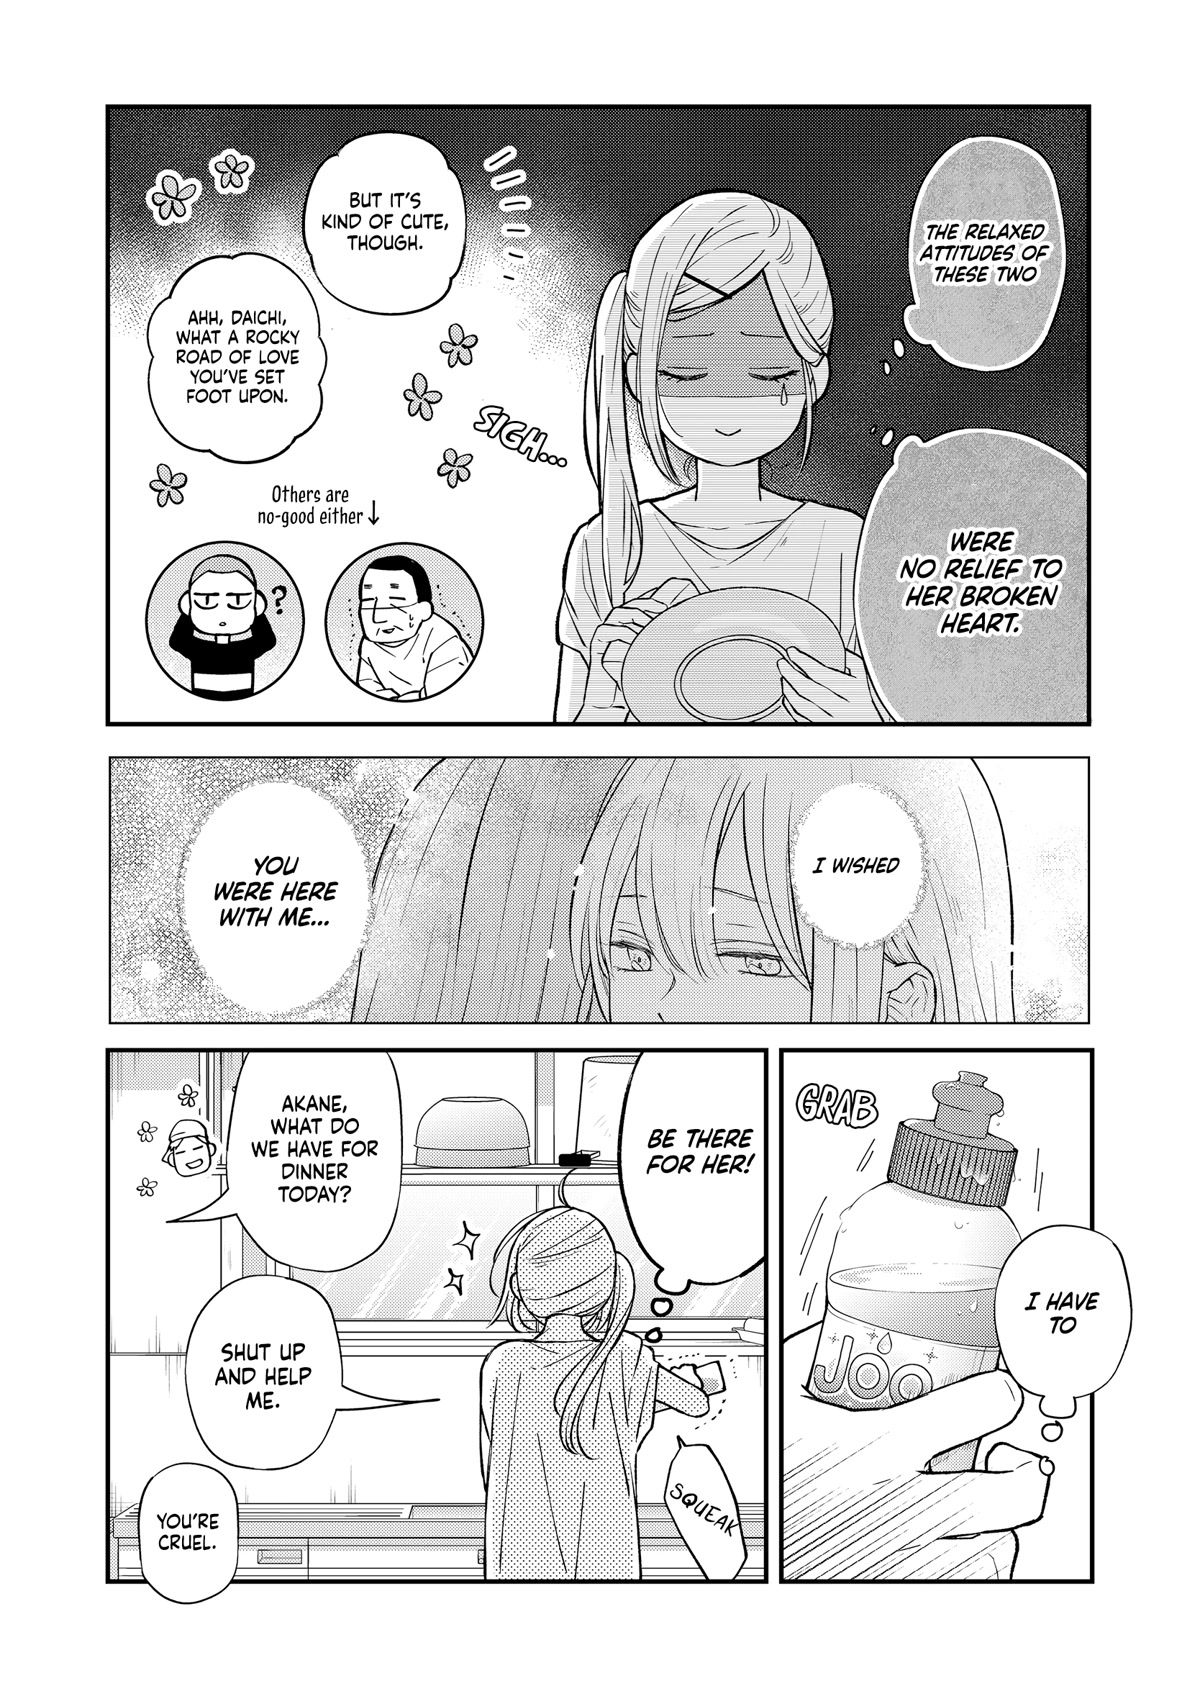 THE RELAXED
ATTITUDES OF
THESE TWO
WERE
NO RELIEF TO
HER BROKEN
HEART.
BUT IT'S
KIND OF CUTE,
THOUGH.
AHH, DAICHI,
WHAT A ROCKY
ROAD OF LOVE
YOU'VE SET
FOOT UPON.
SIGH...
Others are
no-good either↓
?
I WISHED
YOU
WERE HERE
WITH ME...
GRAB
I HAVE
TO
JOO
BE THERE
FOR HER!
AKANE,
WHAT DO
WE HAVE FOR
DINNER
TODAY?
SHUT UP
AND HELP
ME.
SQUEAK
YOU'RE
CRUEL.